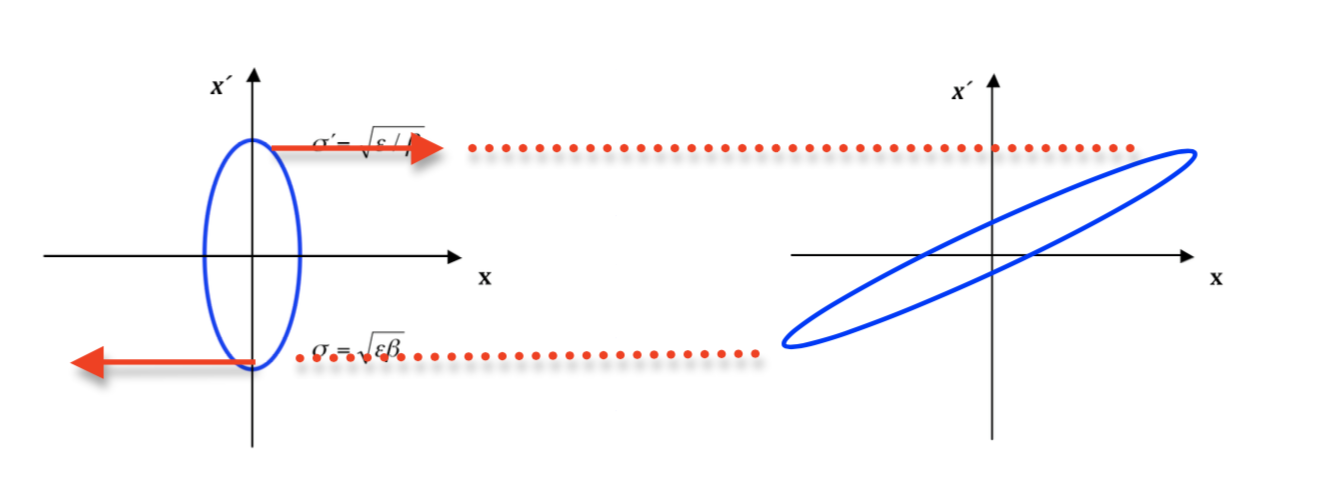 x´
x´
σ´= √ε / β
x
x
σ = √εβ